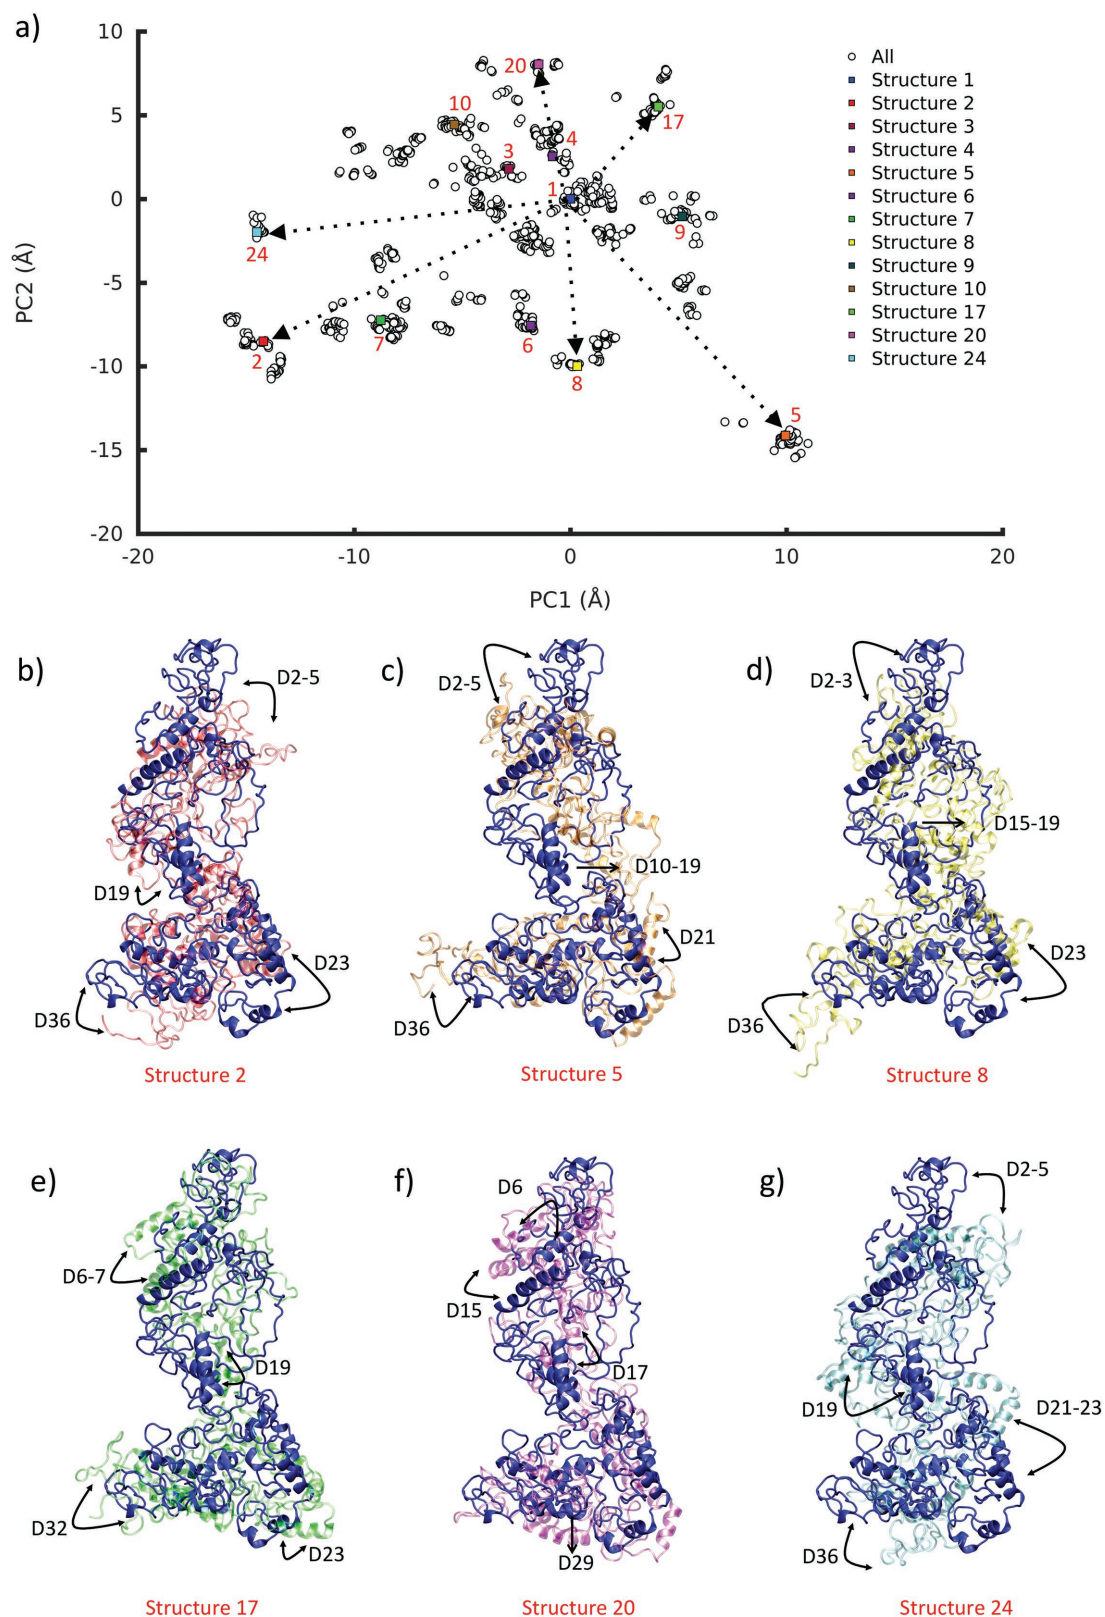 a)
10
5
0
-5
-10
-15
-20
-20
-10
0
10
20
PC2 (Å)
PC1 (Å)
20
10
3
4
17
1
9
24
2
7
6
8
5
All
Structure 1
Structure 2
Structure 3
Structure 4
Structure 5
Structure 6
Structure 7
Structure 8
Structure 9
Structure 10
Structure 17
Structure 20
Structure 24
b)
D2-5
D19
D23
D36
Structure 2
c)
D2-5
D10-19
D21
D36
Structure 5
d)
D2-3
D15-19
D23
D36
Structure 8
e)
D6-7
D19
D32
D23
Structure 17
f)
D6
D15
D17
D29
Structure 20
g)
D2-5
D19
D21-23
D36
Structure 24